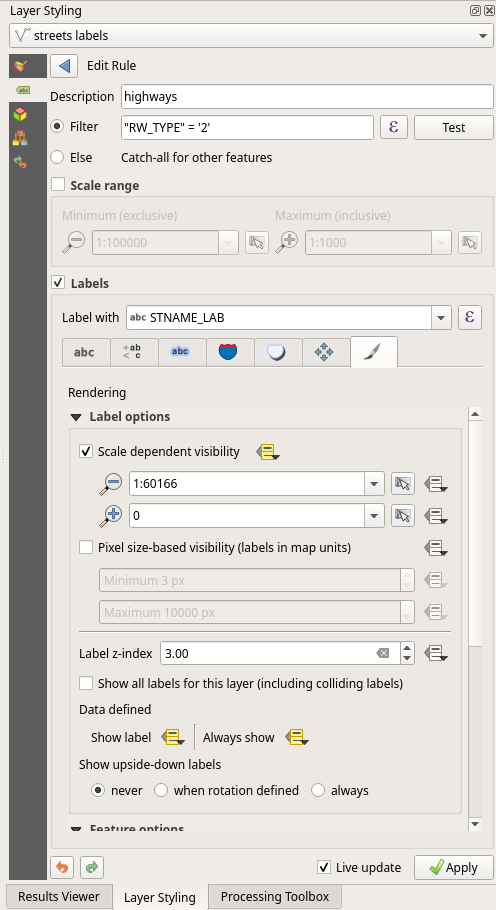 Layer Styling
streets labels
abc
Edit Rule
Description highways
Filter "RW_TYPE" = '2' ε Test
Else Catch-all for other features
Scale range
Minimum (exclusive) Maximum (inclusive)
1:100000 1:1000
Labels
Label with abc STNAME_LAB ε
abc +ab < c abc
Rendering
Label options
Scale dependent visibility
1:60166
0
Pixel size-based visibility (labels in map units)
Minimum 3 px
Maximum 10000 px
Label z-index 3.00
Show all labels for this layer (including colliding labels)
Data defined
Show label Always show
Show upside-down labels
never when rotation defined always
Feature options
Live update Apply
Results Viewer Layer Styling Processing Toolbox